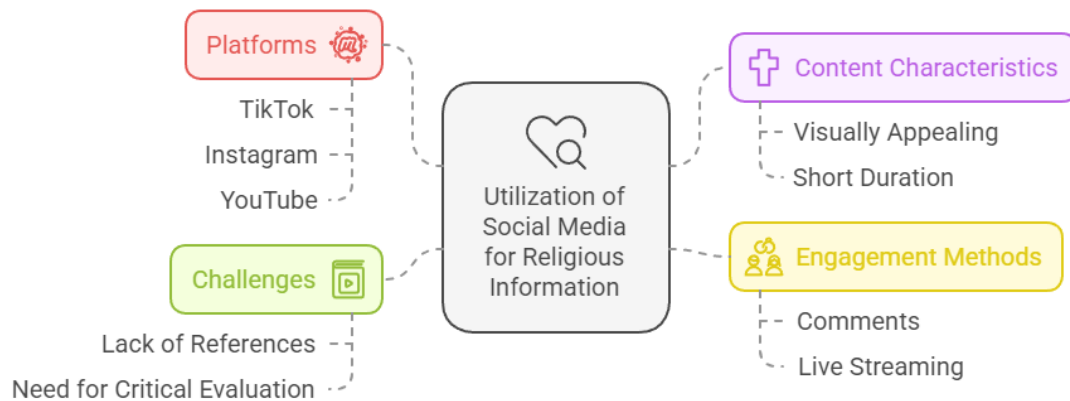 Platforms
TikTok
Instagram
YouTube
Challenges
Lack of References
Need for Critical Evaluation
Utilization of
Social Media
for Religious
Information
Content Characteristics
Visually Appealing
Short Duration
Engagement Methods
Comments
Live Streaming